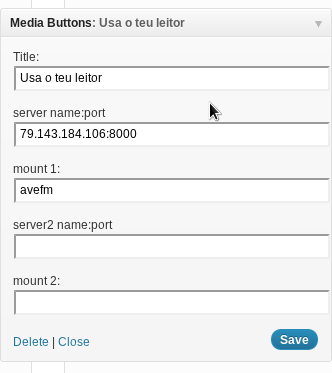 Media Buttons: Usa o teu leitor
Title:
Usa o teu leitor
server name:port
79.143.184.106:8000
mount 1:
avefm
server2 name:port
mount 2:
Delete | Close
Save